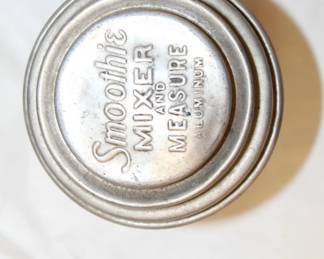 Smoothie
MIXER
AND
MEASURE
ALUMINUM